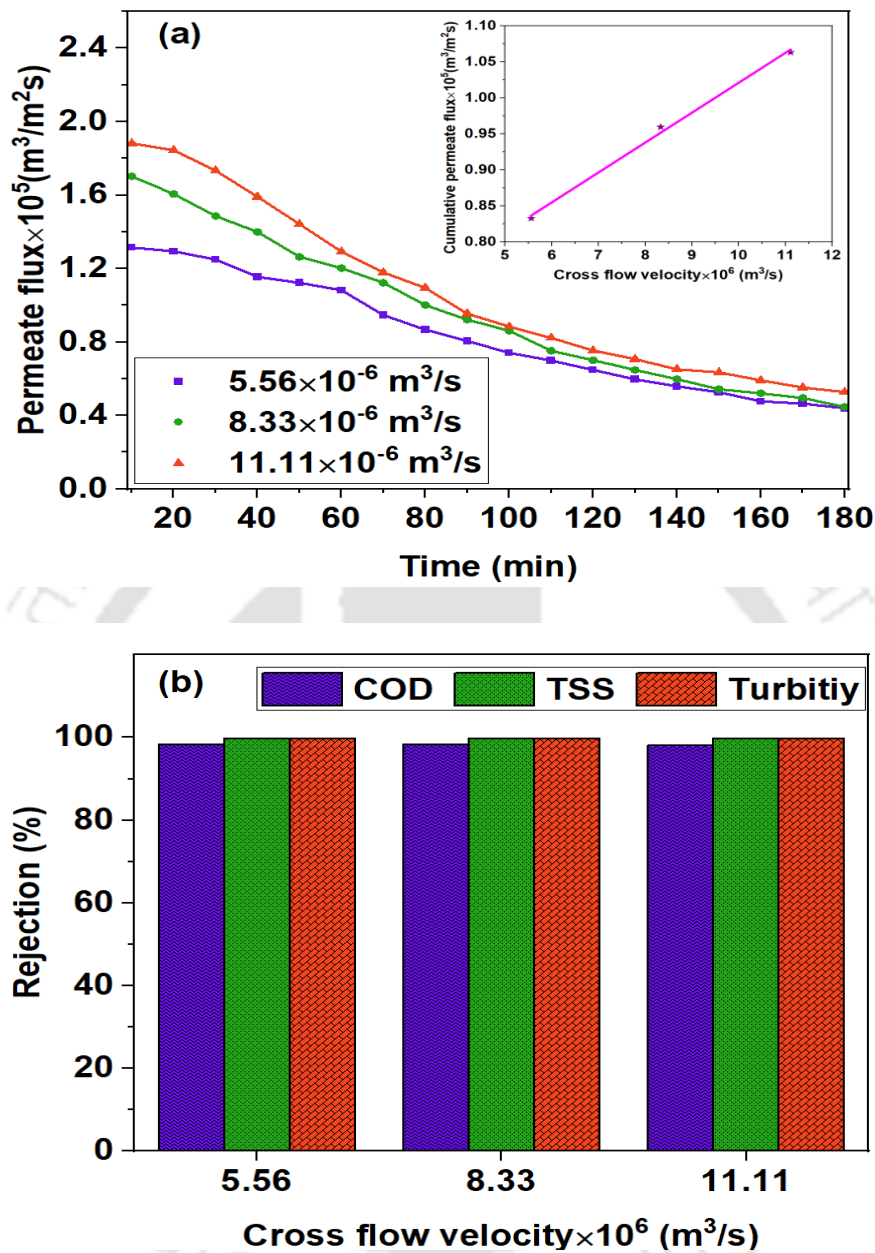 (a)
Permeate flux×10⁵(m³/m²s)
2.4
2.0
1.6
1.2
0.8
0.4
0.0
20 40 60 80 100 120 140 160 180
Time (min)
5.56×10⁻⁶ m³/s
8.33×10⁻⁶ m³/s
11.11×10⁻⁶ m³/s
Cumulative permeate flux×10⁵(m³/m²s)
1.10
1.05
1.00
0.95
0.90
0.85
0.80
5 6 7 8 9 10 11 12
Cross flow velocity×10⁶ (m³/s)
(b)
COD TSS Turbitiy
Rejection (%)
100
80
60
40
20
0
5.56 8.33 11.11
Cross flow velocity×10⁶ (m³/s)